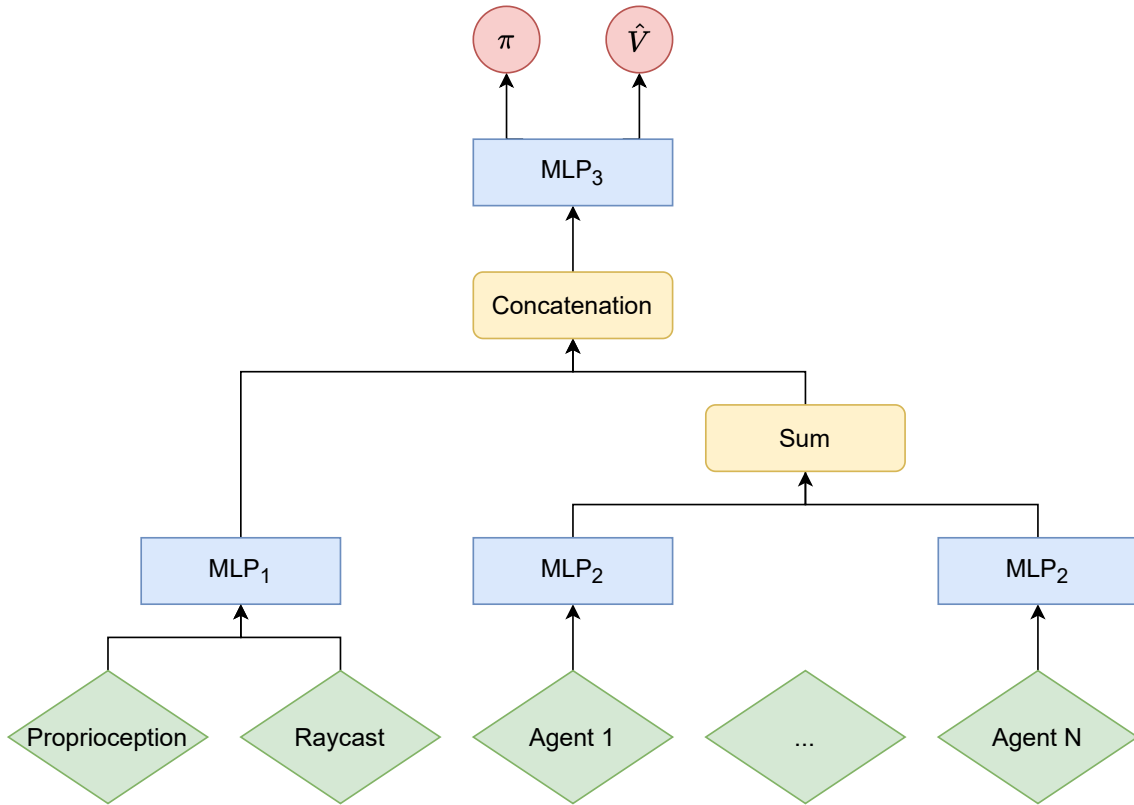 π
V̂
MLP₃
Concatenation
Sum
MLP₁
MLP₂
MLP₂
Proprioception
Raycast
Agent 1
...
Agent N